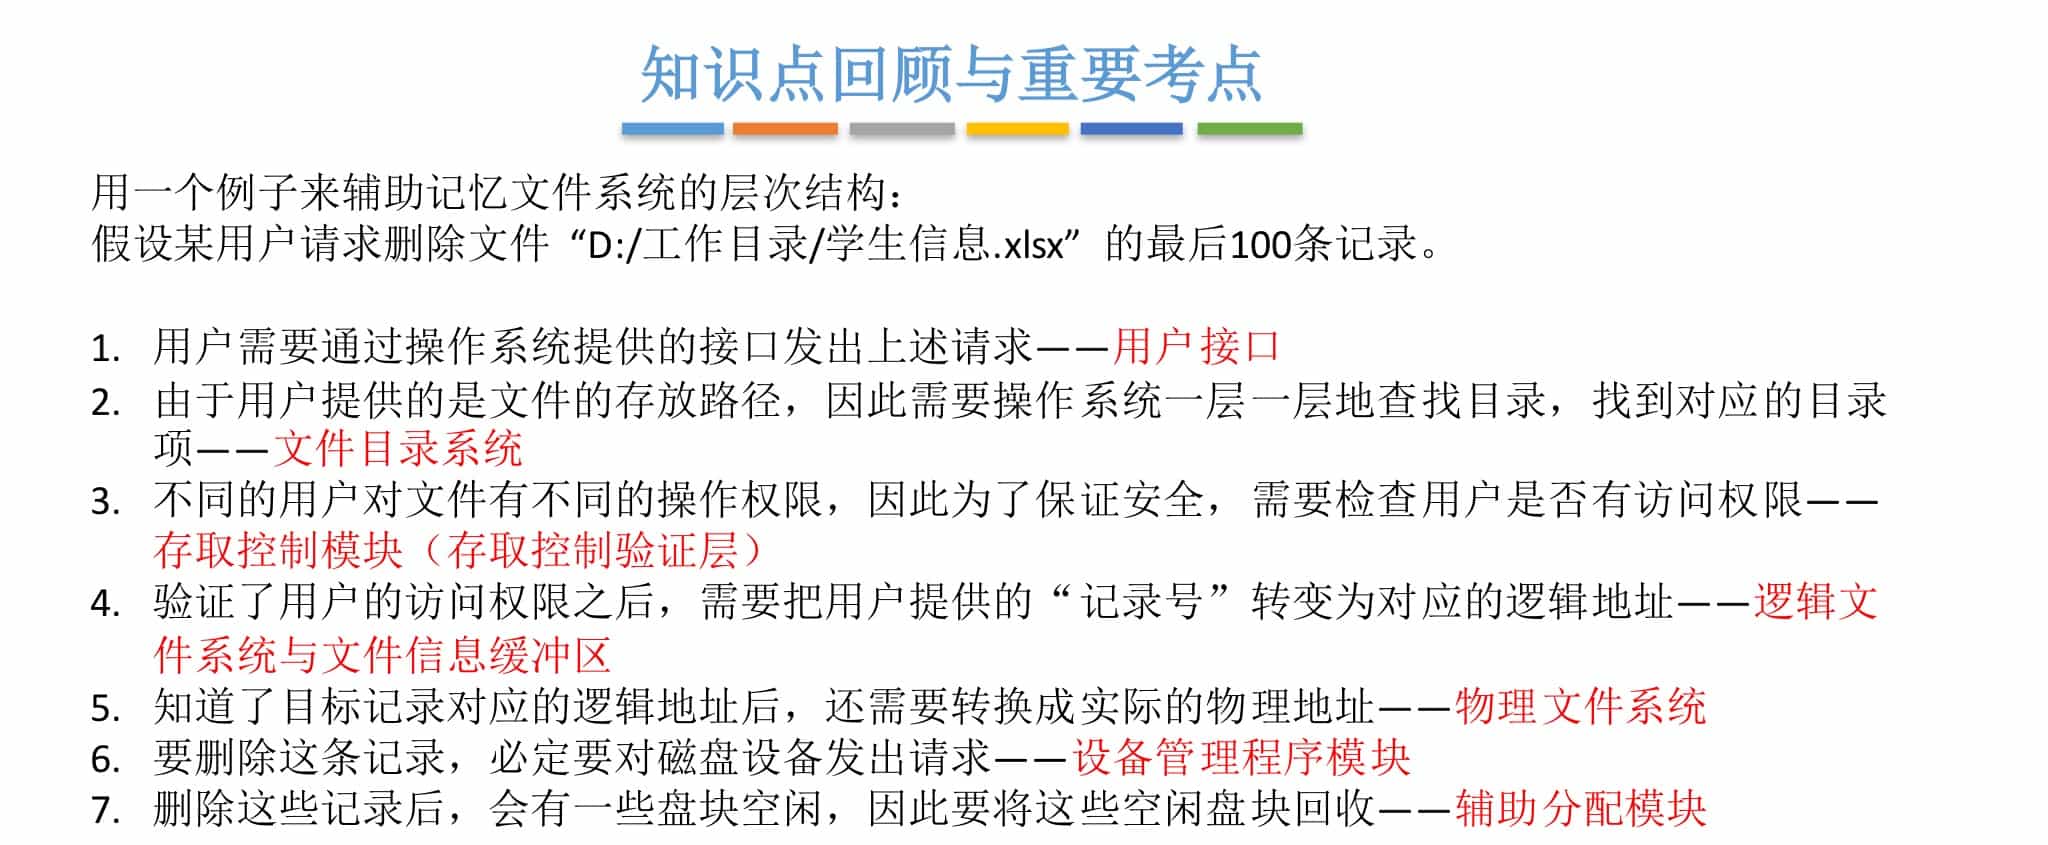 知识点回顾与重要考点
用一个例子来辅助记忆文件系统的层次结构：
假设某用户请求删除文件 “D:/工作目录/学生信息.xlsx” 的最后100条记录。
1. 用户需要通过操作系统提供的接口发出上述请求——用户接口
2. 由于用户提供的是文件的存放路径，因此需要操作系统一层一层地查找目录，找到对应的目录
项——文件目录系统
3. 不同的用户对文件有不同的操作权限，因此为了保证安全，需要检查用户是否有访问权限——
存取控制模块（存取控制验证层）
4. 验证了用户的访问权限之后，需要把用户提供的“记录号”转变为对应的逻辑地址——逻辑文
件系统与文件信息缓冲区
5. 知道了目标记录对应的逻辑地址后，还需要转换成实际的物理地址——物理文件系统
6. 要删除这条记录，必定要对磁盘设备发出请求——设备管理程序模块
7. 删除这些记录后，会有一些盘块空闲，因此要将这些空闲盘块回收——辅助分配模块